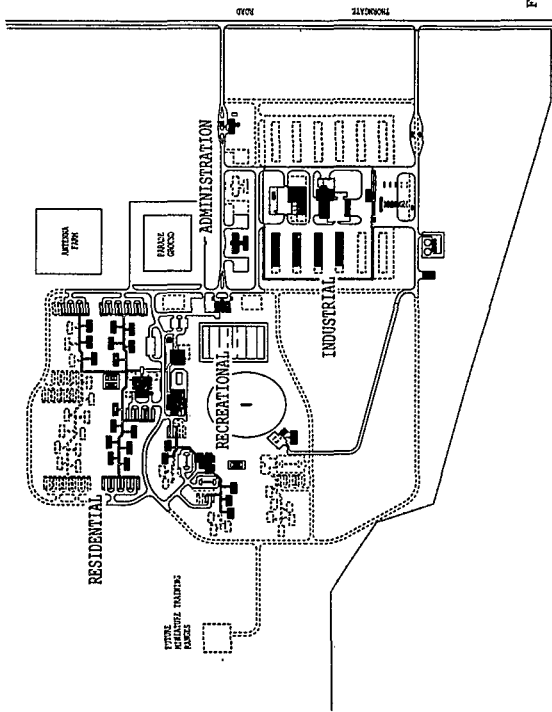 THORNGATE
ROAD
ANTENNA
FARM
PARADE
GROUND
ADMINISTRATION
INDUSTRIAL
RECREATIONAL
RESIDENTIAL
FUTURE
MINIATURE TRAINING
RANGES